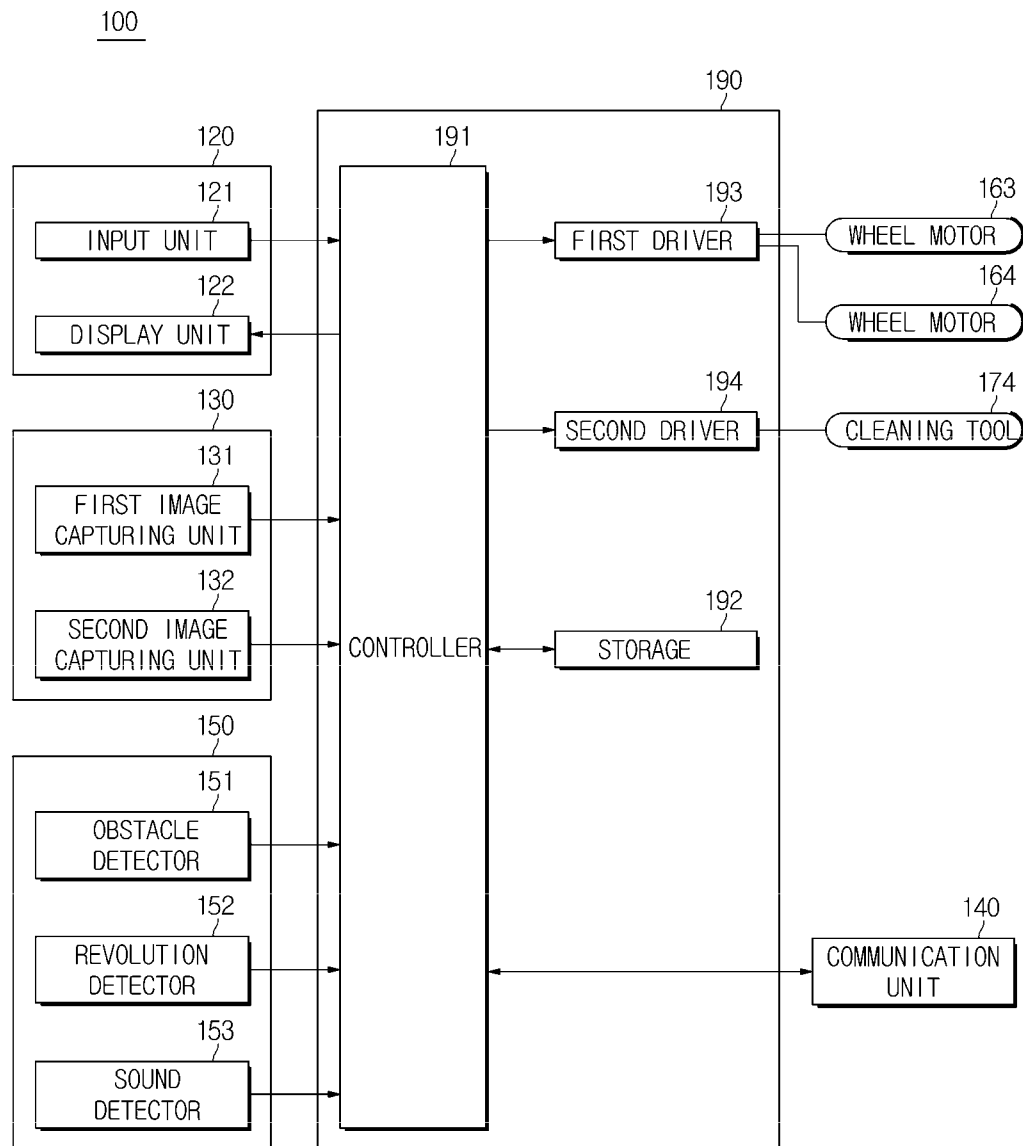 100
190
120
191
121
193
163
INPUT UNIT
FIRST DRIVER
WHEEL MOTOR
122
164
DISPLAY UNIT
WHEEL MOTOR
130
194
174
131
SECOND DRIVER
CLEANING TOOL
FIRST IMAGE
CAPTURING UNIT
132
192
SECOND IMAGE
CAPTURING UNIT
CONTROLLER
STORAGE
150
151
OBSTACLE
DETECTOR
152
140
REVOLUTION
DETECTOR
COMMUNICATION
UNIT
153
SOUND
DETECTOR